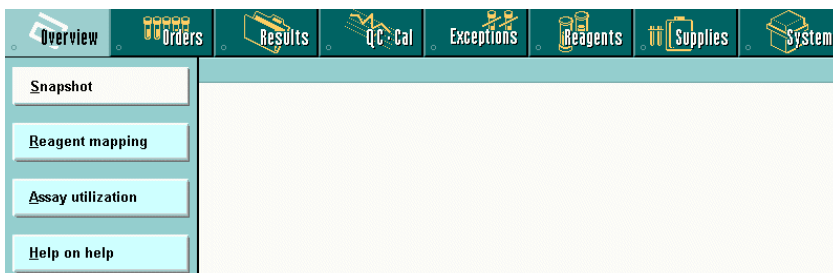 Overview Orders Results QC - Cal Exceptions Reagents Supplies System
Snapshot
Reagent mapping
Assay utilization
Help on help